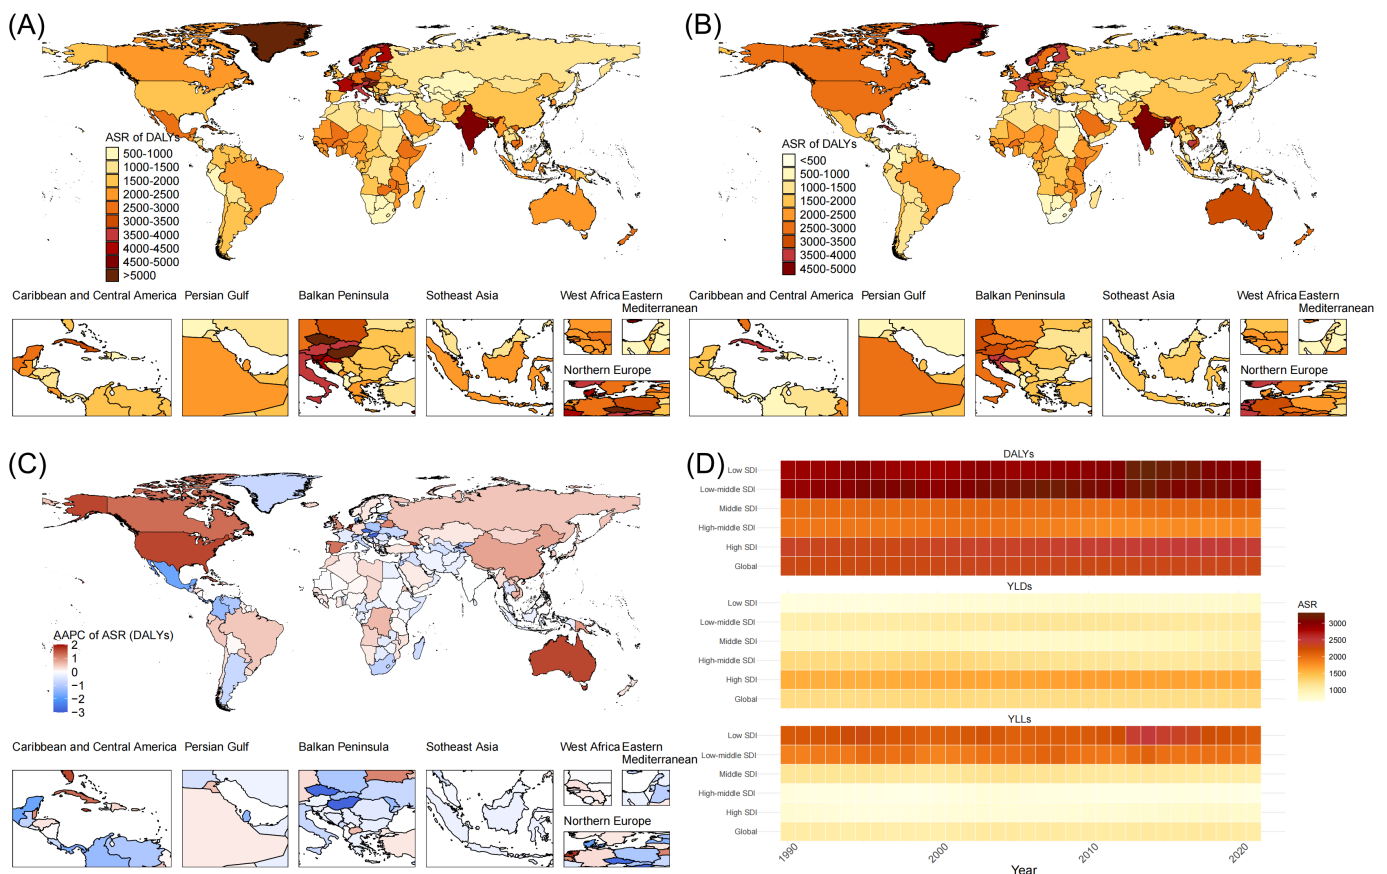 (A)
ASR of DALYs
500-1000
1000-1500
1500-2000
2000-2500
2500-3000
3000-3500
3500-4000
4000-4500
4500-5000
>5000
Caribbean and Central America
Persian Gulf
Balkan Peninsula
Sotheast Asia
West Africa
Eastern
Mediterranean
Northern Europe
(B)
ASR of DALYs
<500
500-1000
1000-1500
1500-2000
2000-2500
2500-3000
3000-3500
3500-4000
4500-5000
Caribbean and Central America
Persian Gulf
Balkan Peninsula
Sotheast Asia
West Africa
Eastern
Mediterranean
Northern Europe
(C)
AAPC of ASR (DALYs)
2
1
0
−1
−2
−3
Caribbean and Central America
Persian Gulf
Balkan Peninsula
Sotheast Asia
West Africa
Eastern
Mediterranean
Northern Europe
(D)
DALYs
Low SDI
Low-middle SDI
Middle SDI
High-middle SDI
High SDI
Global
YLDs
Low SDI
Low-middle SDI
Middle SDI
High-middle SDI
High SDI
Global
YLLs
Low SDI
Low-middle SDI
Middle SDI
High-middle SDI
High SDI
Global
1990
2000
2010
2020
Year
ASR
3000
2500
2000
1500
1000